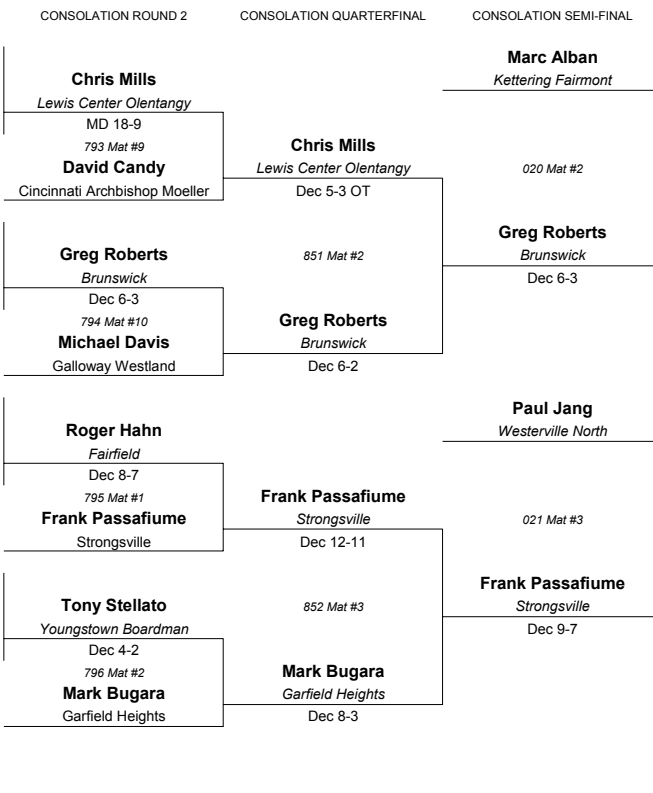 CONSOLATION ROUND 2
CONSOLATION QUARTERFINAL
CONSOLATION SEMI-FINAL
Chris Mills
Lewis Center Olentangy
MD 18-9
793 Mat #9
David Candy
Cincinnati Archbishop Moeller
Greg Roberts
Brunswick
Dec 6-3
794 Mat #10
Michael Davis
Galloway Westland
Roger Hahn
Fairfield
Dec 8-7
795 Mat #1
Frank Passafiume
Strongsville
Tony Stellato
Youngstown Boardman
Dec 4-2
796 Mat #2
Mark Bugara
Garfield Heights
Chris Mills
Lewis Center Olentangy
Dec 5-3 OT
851 Mat #2
Greg Roberts
Brunswick
Dec 6-2
Frank Passafiume
Strongsville
Dec 12-11
852 Mat #3
Mark Bugara
Garfield Heights
Dec 8-3
Marc Alban
Kettering Fairmont
020 Mat #2
Greg Roberts
Brunswick
Dec 6-3
Paul Jang
Westerville North
021 Mat #3
Frank Passafiume
Strongsville
Dec 9-7